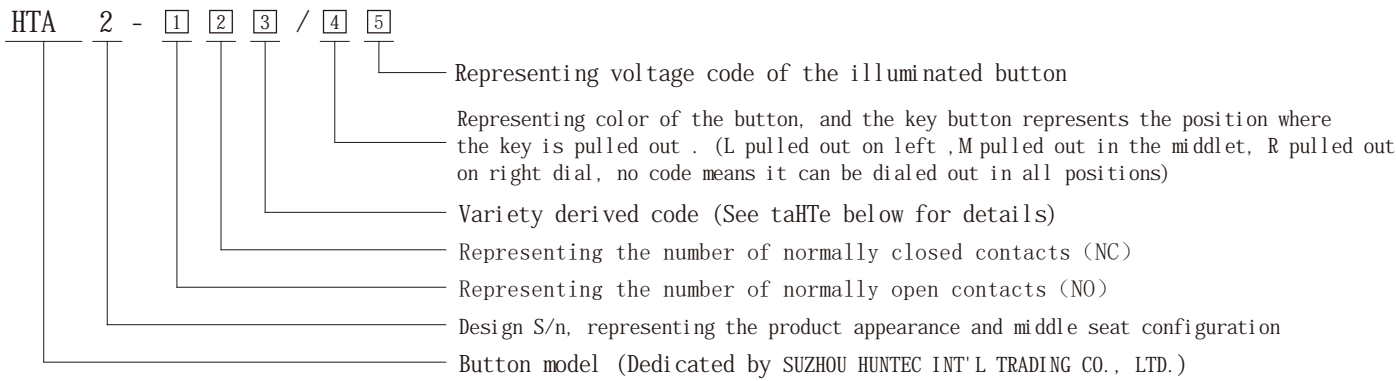 HTA 2 - 1 2 3 / 4 5
Representing voltage code of the illuminated button
Representing color of the button, and the key button represents the position where
the key is pulled out . (L pulled out on left ,M pulled out in the middlet, R pulled out
on right dial, no code means it can be dialed out in all positions)
Variety derived code (See taHTe below for details)
Representing the number of normally closed contacts (NC)
Representing the number of normally open contacts (NO)
Design S/n, representing the product appearance and middle seat configuration
Button model (Dedicated by SUZHOU HUNTEC INT'L TRADING CO., LTD.)